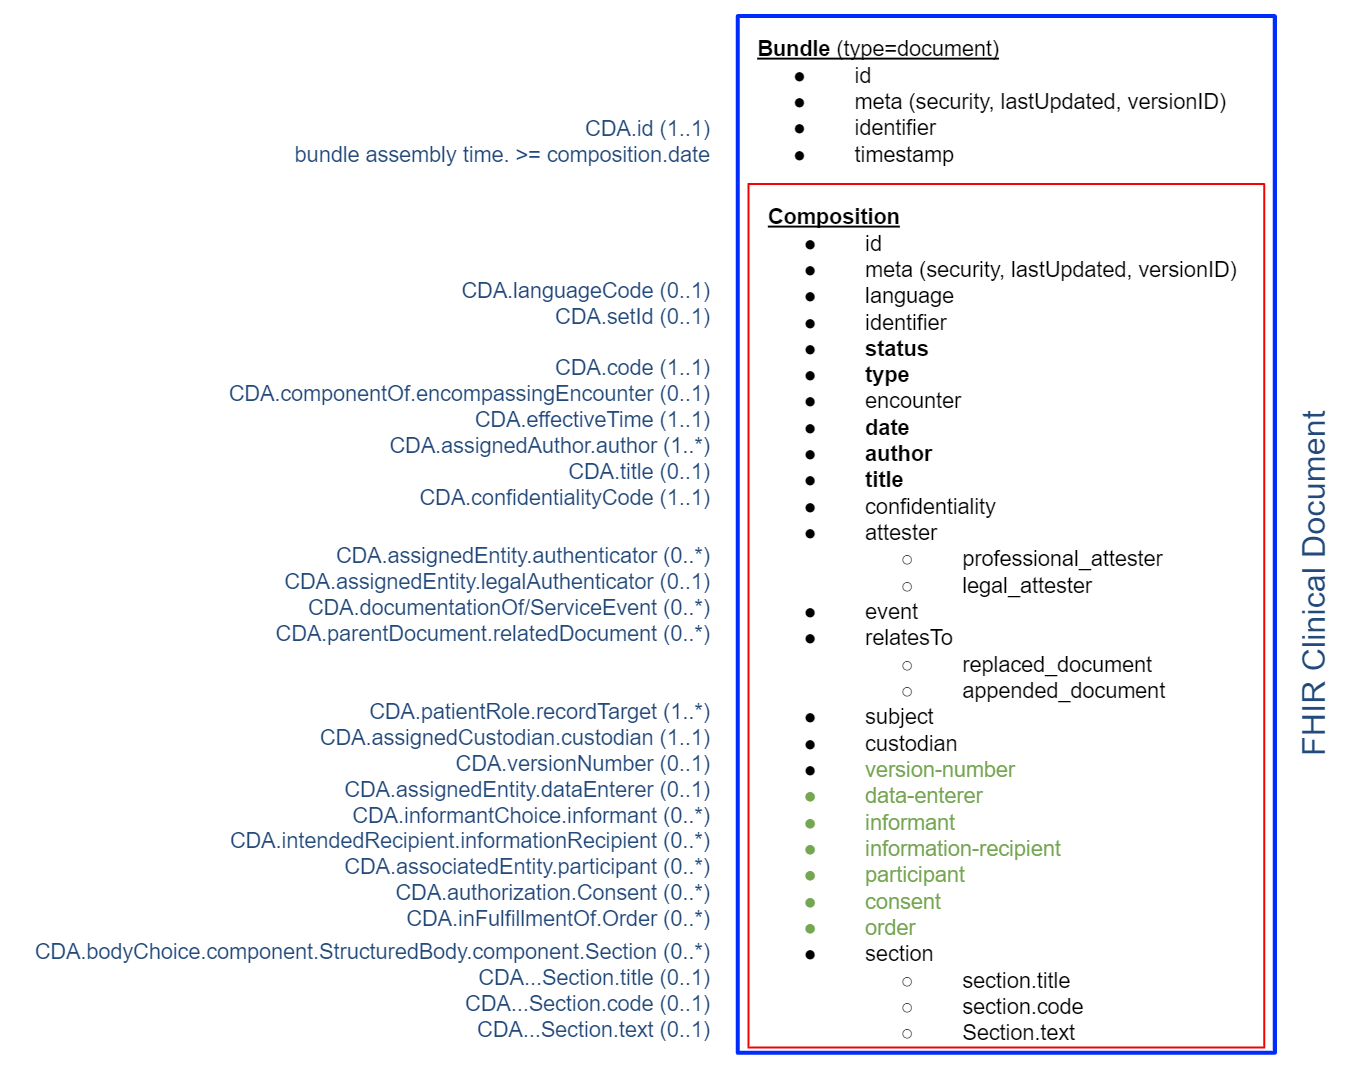 Bundle (type=document)
● id
● meta (security, lastUpdated, versionID)
CDA.id (1..1) ● identifier
bundle assembly time. >= composition.date ● timestamp
Composition
● id
● meta (security, lastUpdated, versionID)
CDA.languageCode (0..1) ● language
CDA.setId (0..1) ● identifier
● status
CDA.code (1..1) ● type
CDA.componentOf.encompassingEncounter (0..1) ● encounter
CDA.effectiveTime (1..1) ● date
CDA.assignedAuthor.author (1..*) ● author
CDA.title (0..1) ● title
CDA.confidentialityCode (1..1) ● confidentiality
● attester
CDA.assignedEntity.authenticator (0..*) ○ professional_attester
CDA.assignedEntity.legalAuthenticator (0..1) ○ legal_attester
CDA.documentationOf/ServiceEvent (0..*) ● event
CDA.parentDocument.relatedDocument (0..*) ● relatesTo
○ replaced_document
○ appended_document
CDA.patientRole.recordTarget (1..*) ● subject
CDA.assignedCustodian.custodian (1..1) ● custodian
CDA.versionNumber (0..1) ● version-number
CDA.assignedEntity.dataEnterer (0..1) ● data-enterer
CDA.informantChoice.informant (0..*) ● informant
CDA.intendedRecipient.informationRecipient (0..*) ● information-recipient
CDA.associatedEntity.participant (0..*) ● participant
CDA.authorization.Consent (0..*) ● consent
CDA.inFulfillmentOf.Order (0..*) ● order
CDA.bodyChoice.component.StructuredBody.component.Section (0..*) ● section
CDA...Section.title (0..1) ○ section.title
CDA...Section.code (0..1) ○ section.code
CDA...Section.text (0..1) ○ Section.text
FHIR Clinical Document